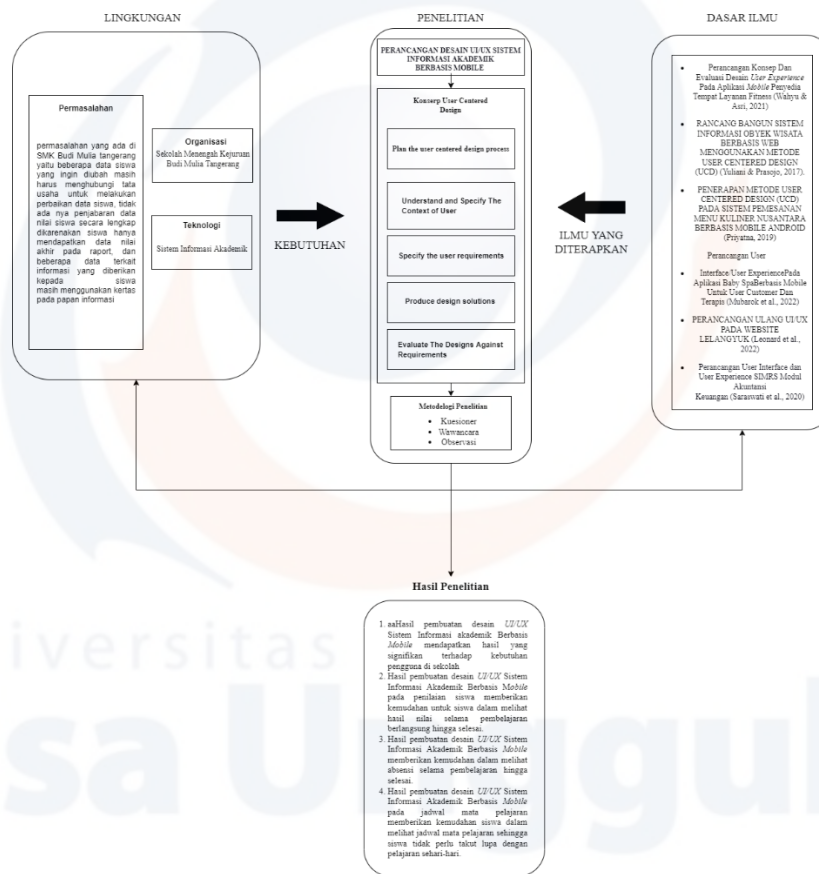 LINGKUNGAN
Permasalahan
permasalahan yang ada di
SMK Budi Mulia tangerang
yaitu beberapa data siswa
yang ingin diubah masih
harus menghubungi tata
usaha untuk melakukan
perbaikan data siswa, tidak
ada nya penjabaran data
nilai siswa secara lengkap
dikarenakan siswa hanya
mendapatkan data nilai
akhir pada raport, dan
beberapa data terkait
informasi yang diberikan
kepada siswa
masih menggunakan kertas
pada papan informasi
Organisasi
Sekolah Menengah Kejuruan
Budi Mulia Tangerang
Teknologi
Sistem Informasi Akademik
KEBUTUHAN
PENELITIAN
PERANCANGAN DESAIN UI/UX SISTEM
INFORMASI AKADEMIK
BERBASIS MOBILE
Konserp User Centered
Design
Plan the user centered design process
Understand and Specify The
Context of User
Specify the user requirements
Produce design solutions
Evaluate The Designs Against
Requirements
Metodelogi Penelitian
• Kuesioner
• Wawancara
• Observasi
ILMU YANG
DITERAPKAN
DASAR ILMU
• Perancangan Konsep Dan
Evaluasi Desain User Experience
Pada Aplikasi Mobile Penyedia
Tempat Layanan Fitness (Wahyu &
Asri, 2021)
• RANCANG BANGUN SISTEM
INFORMASI OBYEK WISATA
BERBASIS WEB
MENGGUNAKAN METODE
USER CENTERED DESIGN
(UCD) (Yuliani & Prasojo, 2017).
• PENERAPAN METODE USER
CENTERED DESIGN (UCD)
PADA SISTEM PEMESANAN
MENU KULINER NUSANTARA
BERBASIS MOBILE ANDROID
(Priyatna, 2019)
Perancangan User
• Interface/User ExperiencePada
Aplikasi Baby SpaBerbasis Mobile
Untuk User Customer Dan
Terapis (Mubarok et al., 2022)
• PERANCANGAN ULANG UI/UX
PADA WEBSITE
LELANGYUK (Leonard et al.,
2022)
• Perancangan User Interface dan
User Experience SIMRS Modul
Akuntansi
Keuangan (Saraswati et al., 2020)
Hasil Penelitian
1. aaHasil pembuatan desain UI/UX
Sistem Informasi akademik Berbasis
Mobile mendapatkan hasil yang
signifikan terhadap kebutuhan
pengguna di sekolah
2. Hasil pembuatan desain UI/UX Sistem
Informasi Akademik Berbasis Mobile
pada penilaian siswa memberikan
kemudahan untuk siswa dalam melihat
hasil nilai selama pembelajaran
berlangsung hingga selesai.
3. Hasil pembuatan desain UI/UX Sistem
Informasi Akademik Berbasis Mobile
memberikan kemudahan dalam melihat
absensi selama pembelajaran hingga
selesai.
4. Hasil pembuatan desain UI/UX Sistem
Informasi Akademik Berbasis Mobile
pada jadwal mata pelajaran
memberikan kemudahan siswa dalam
melihat jadwal mata pelajaran sehingga
siswa tidak perlu takut lupa dengan
pelajaran sehari-hari.
iversitas
sa Unggul